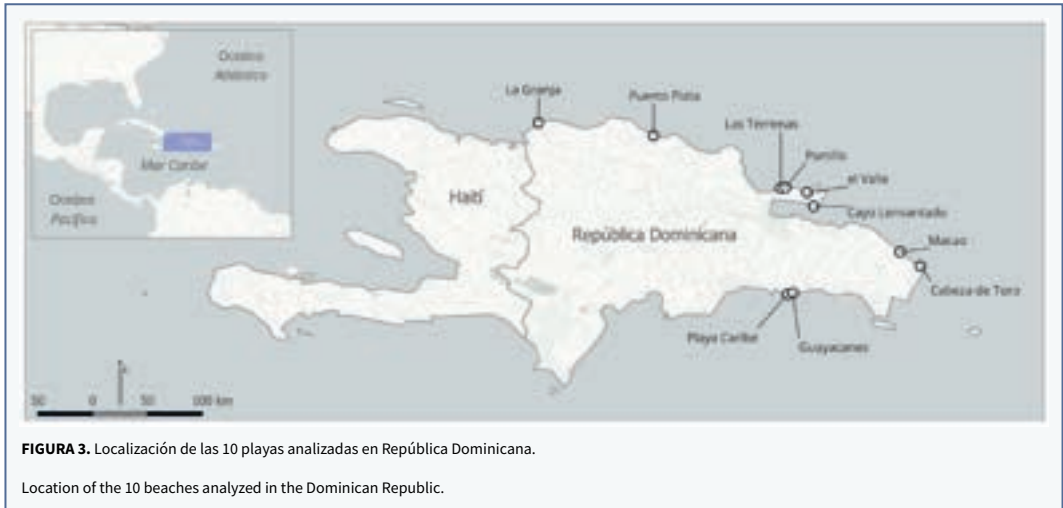 Océano
Atlántico
Mar Caribe
Océano
Pacífico
La Granja
Puerto Plata
Las Terrenas
Portillo
el Valle
Cayo Levantado
Macao
Cabeza de Toro
Haití
República Dominicana
Playa Caribe
Guayacanes
50 0 50 100 km
FIGURA 3. Localización de las 10 playas analizadas en República Dominicana.
Location of the 10 beaches analyzed in the Dominican Republic.